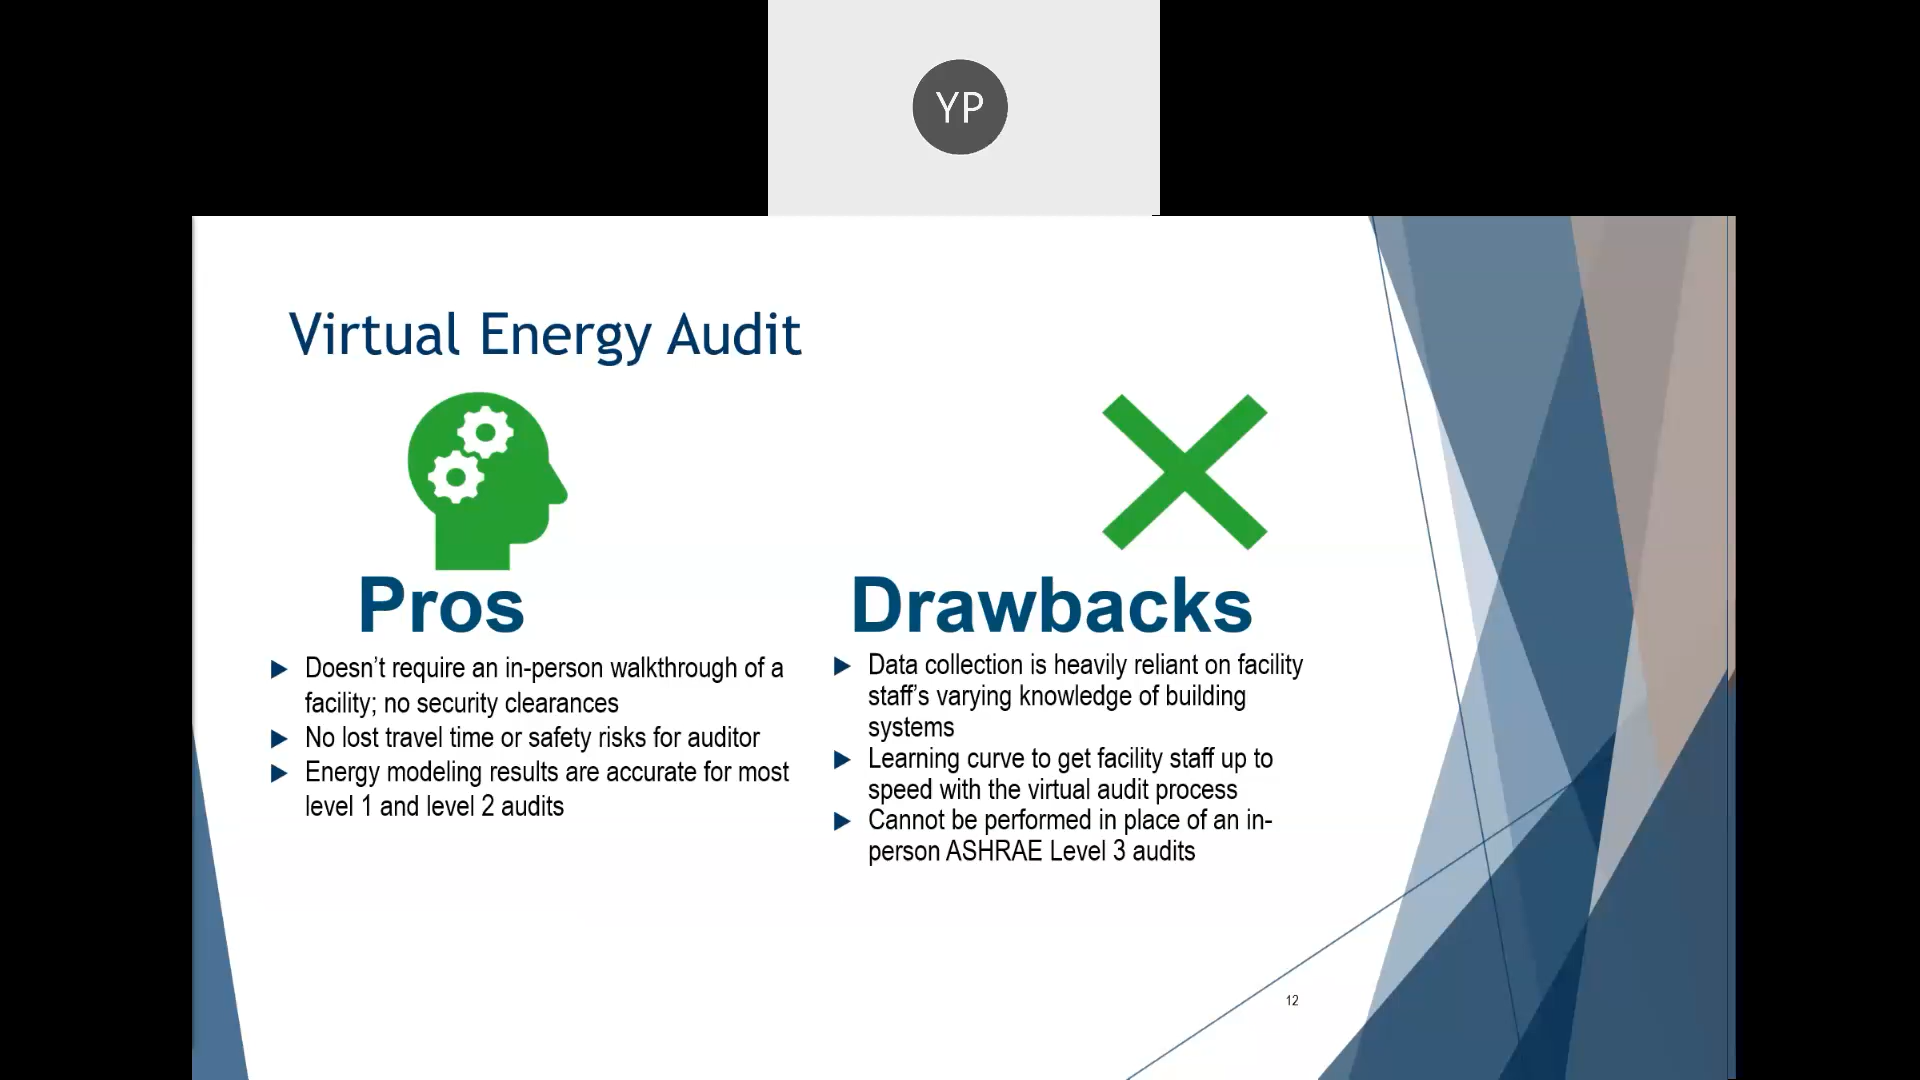 YP
Virtual Energy Audit
Pros
Doesn’t require an in-person walkthrough of a
facility; no security clearances
No lost travel time or safety risks for auditor
Energy modeling results are accurate for most
level 1 and level 2 audits
Drawbacks
Data collection is heavily reliant on facility
staff’s varying knowledge of building
systems
Learning curve to get facility staff up to
speed with the virtual audit process
Cannot be performed in place of an in-
person ASHRAE Level 3 audits
12